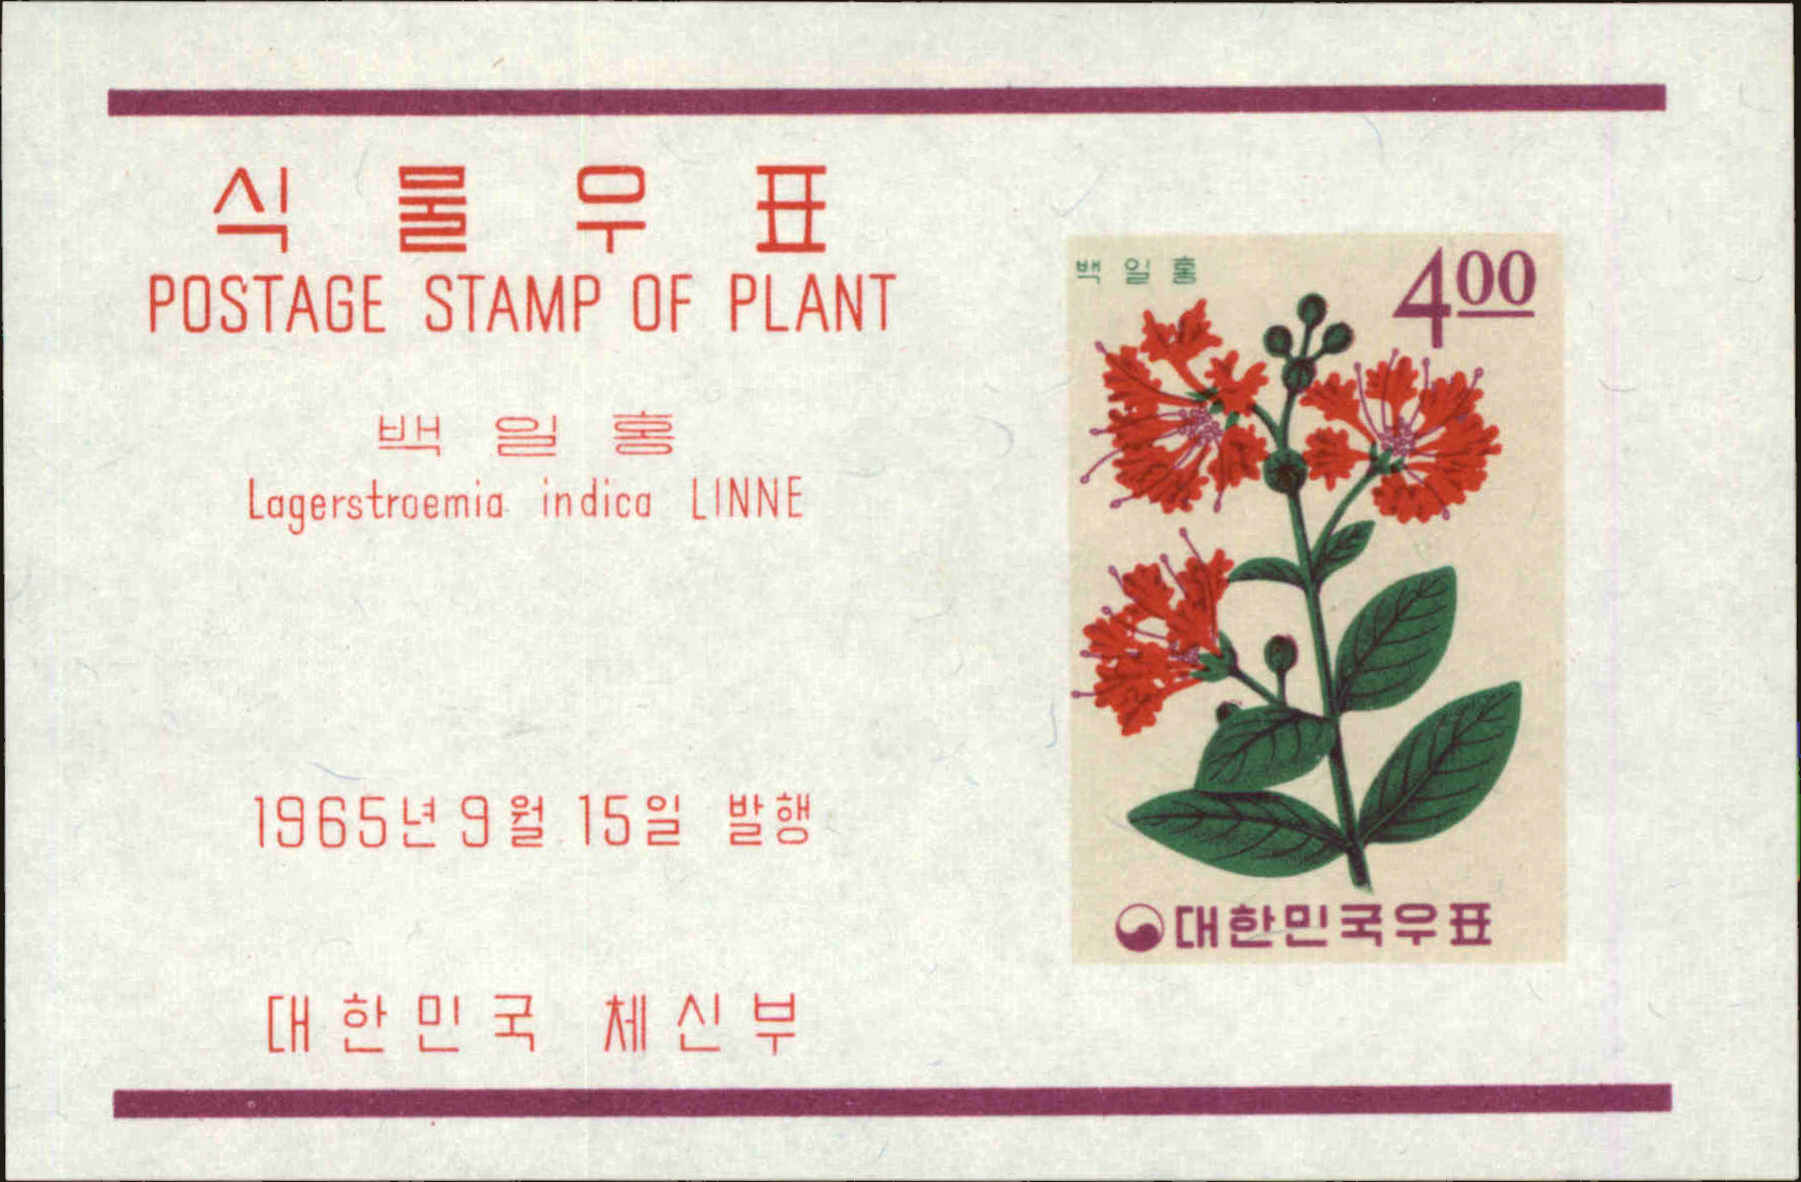 식물우표
POSTAGE STAMP OF PLANT
백일홍
Lagerstroemia indica LINNE
1965년 9월 15일 발행
대한민국 체신부
백일홍
400
대한민국우표